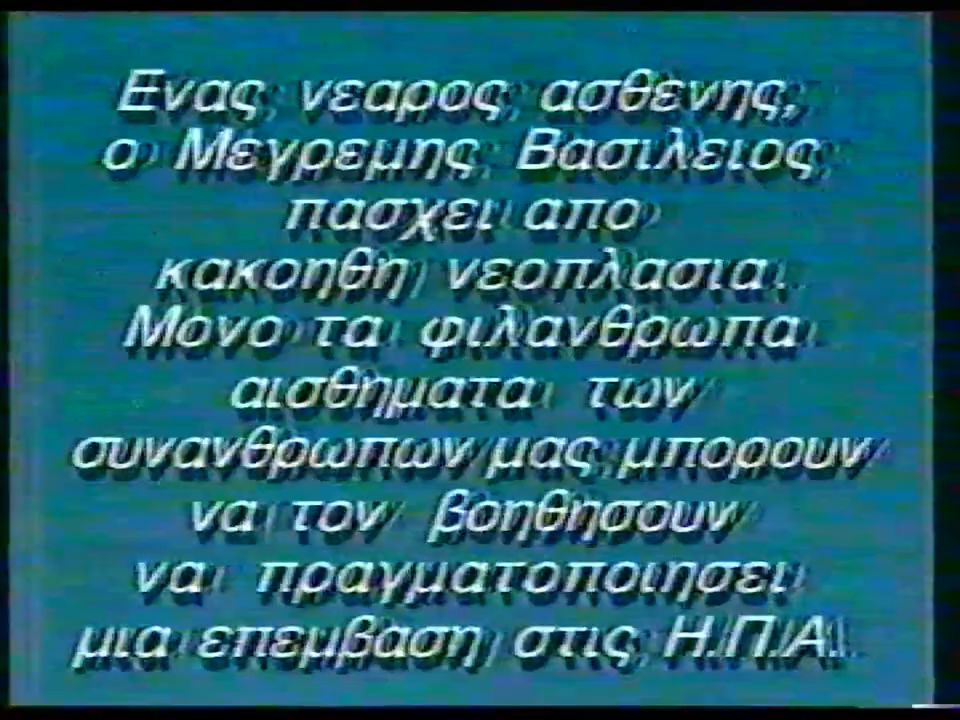 Ενας νεαρος ασθενης,
ο Μεγρεμης Βασιλειος
πασχει απο
κακοηθη νεοπλασια.
Μονο τα φιλανθρωπα
αισθηματα των
συνανθρωπων μας μπορουν
να τον βοηθησουν
να πραγματοποιησει
μια επεμβαση στις Η.Π.Α.